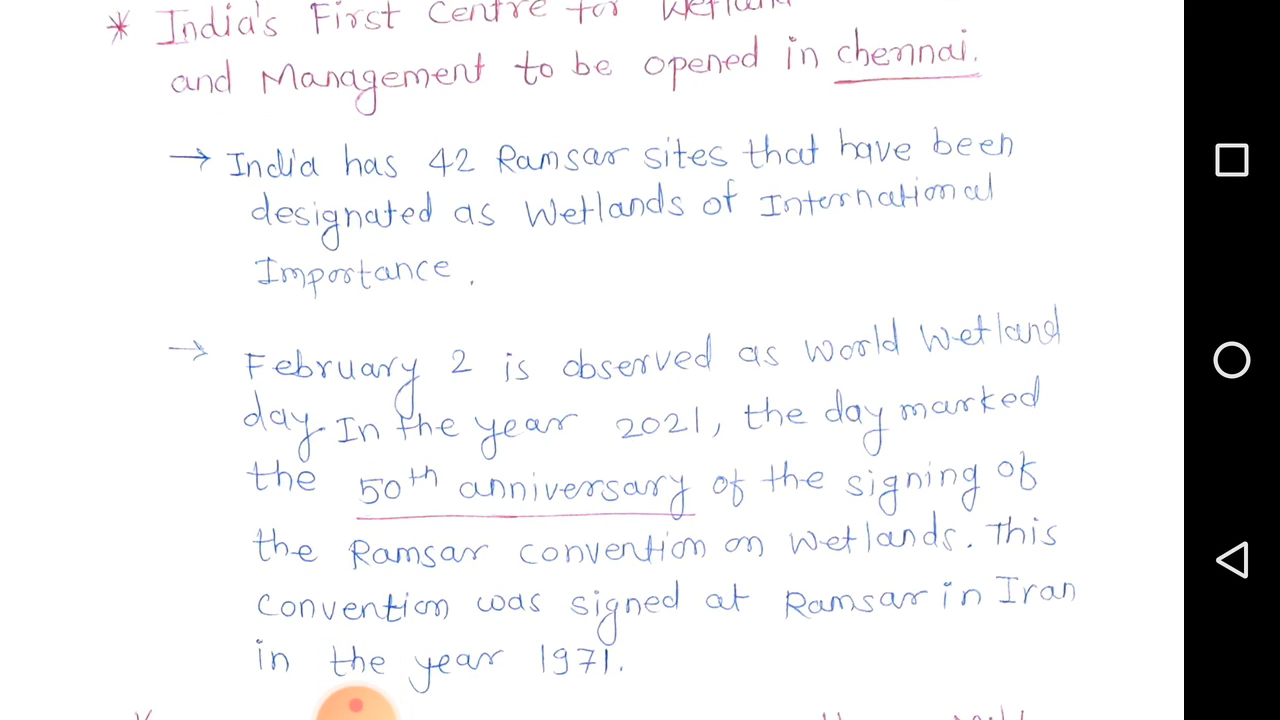 * India's First Centre for Wetland
and Management to be opened in chennai.
→ India has 42 Ramsar sites that have been
designated as Wetlands of International
Importance.
→ February 2 is observed as world Wetland
day. In the year 2021, the day marked
the 50th anniversary of the signing of
the Ramsar convention on wetlands. This
convention was signed at Ramsar in Iran
in the year 1971.